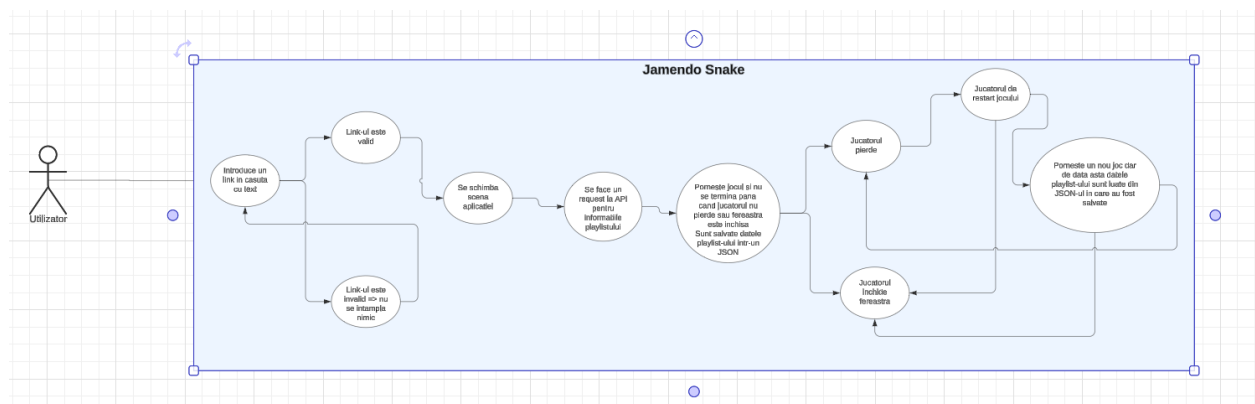 Jamendo Snake
Utilizator
Introduce un
link in casuta
cu text
Link-ul este
valid
Link-ul este
invalid => nu
se intampla
nimic
Se schimba
scena
aplicatiei
Se face un
request la API
pentru
informatiile
playlistului
Porneste jocul si nu
se termina pana
cand jucatorul nu
pierde sau fereastra
este inchisa
Sunt salvate datele
playlist-ului intr-un
JSON
Jucatorul
pierde
Jucatorul da
restart jocului
Porneste un nou joc dar
de data asta datele
playlist-ului sunt luate din
JSON-ul in care au fost
salvate
Jucatorul
inchide
fereastra